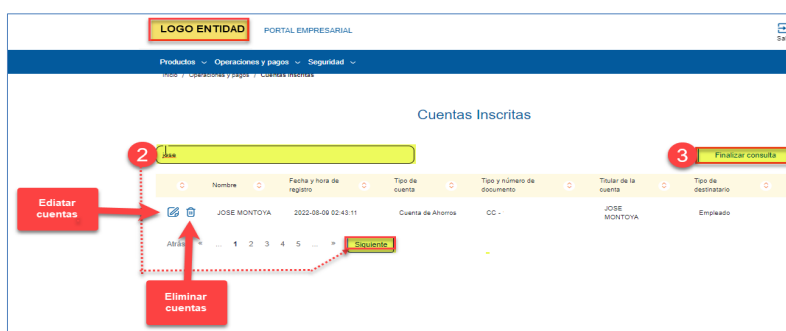 LOGO ENTIDAD
PORTAL EMPRESARIAL
Productos Operaciones y pagos Seguridad
Inicio / Operaciones y pagos / Cuentas Inscritas
Cuentas Inscritas
2
3
Finalizar consulta
Nombre
Fecha y hora de
registro
Tipo de
cuenta
Tipo y número de
documento
Titular de la
cuenta
Tipo de
destinatario
Ediatar
cuentas
JOSE MONTOYA
2022-08-09 02:43:11
Cuenta de Ahorros
CC -
JOSE
MONTOYA
Empleado
Atrás « ... 1 2 3 4 5 ... » Siguiente
Eliminar
cuentas